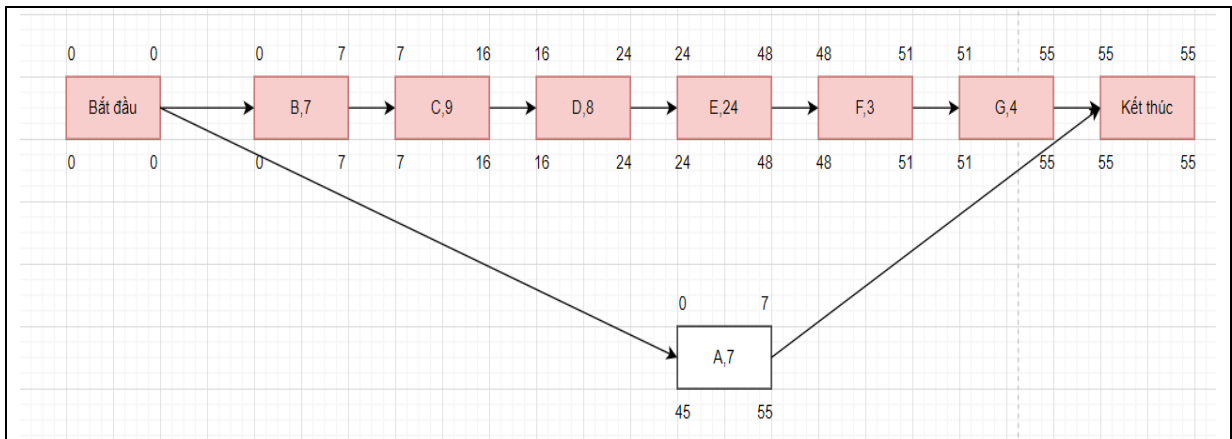 0 0 0 7 7 16 16 24 24 48 48 51 51 55 55 55
Bắt đầu B,7 C,9 D,8 E,24 F,3 G,4 Kết thúc
0 0 0 7 7 16 16 24 24 48 48 51 51 55 55 55
0 7
A,7
45 55